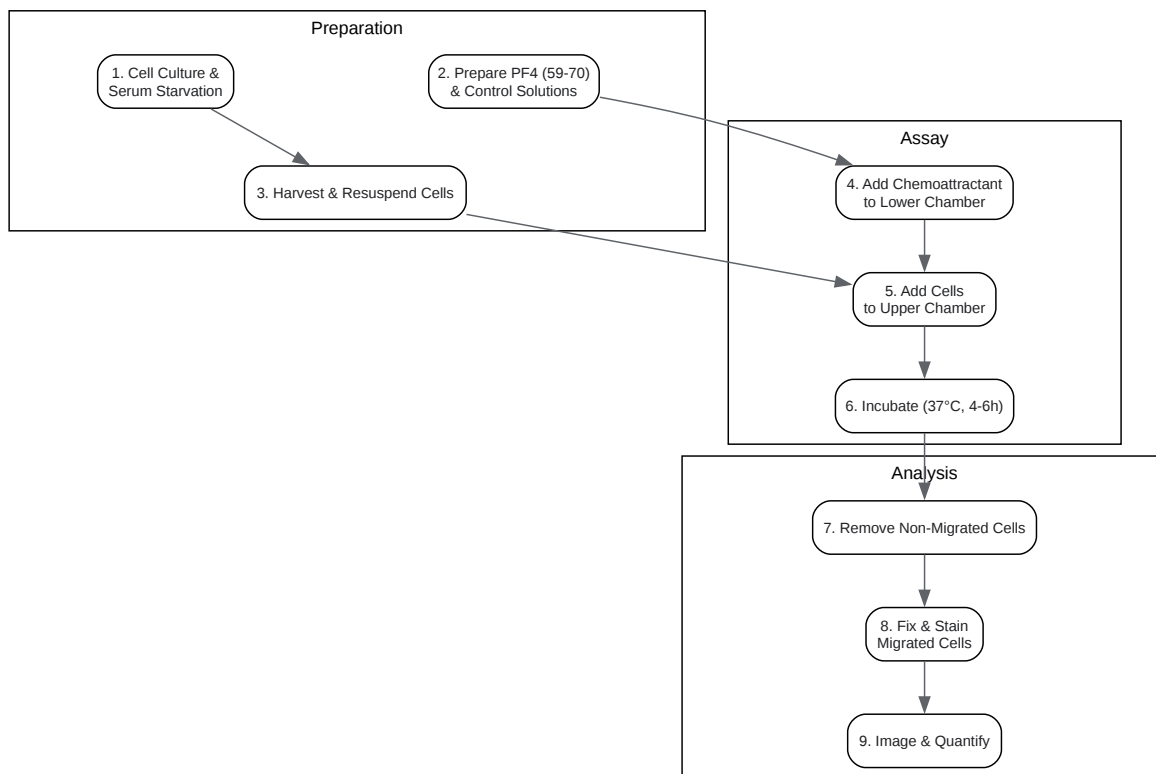 Preparation
1. Cell Culture &
Serum Starvation
2. Prepare PF4 (59-70)
& Control Solutions
3. Harvest & Resuspend Cells
Assay
4. Add Chemoattractant
to Lower Chamber
5. Add Cells
to Upper Chamber
6. Incubate (37°C, 4-6h)
Analysis
7. Remove Non-Migrated Cells
8. Fix & Stain
Migrated Cells
9. Image & Quantify